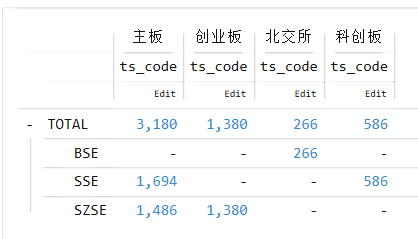 主板 创业板 北交所 科创板
ts_code ts_code ts_code ts_code
Edit Edit Edit Edit
- TOTAL 3,180 1,380 266 586
BSE - - 266 -
SSE 1,694 - - 586
SZSE 1,486 1,380 - -